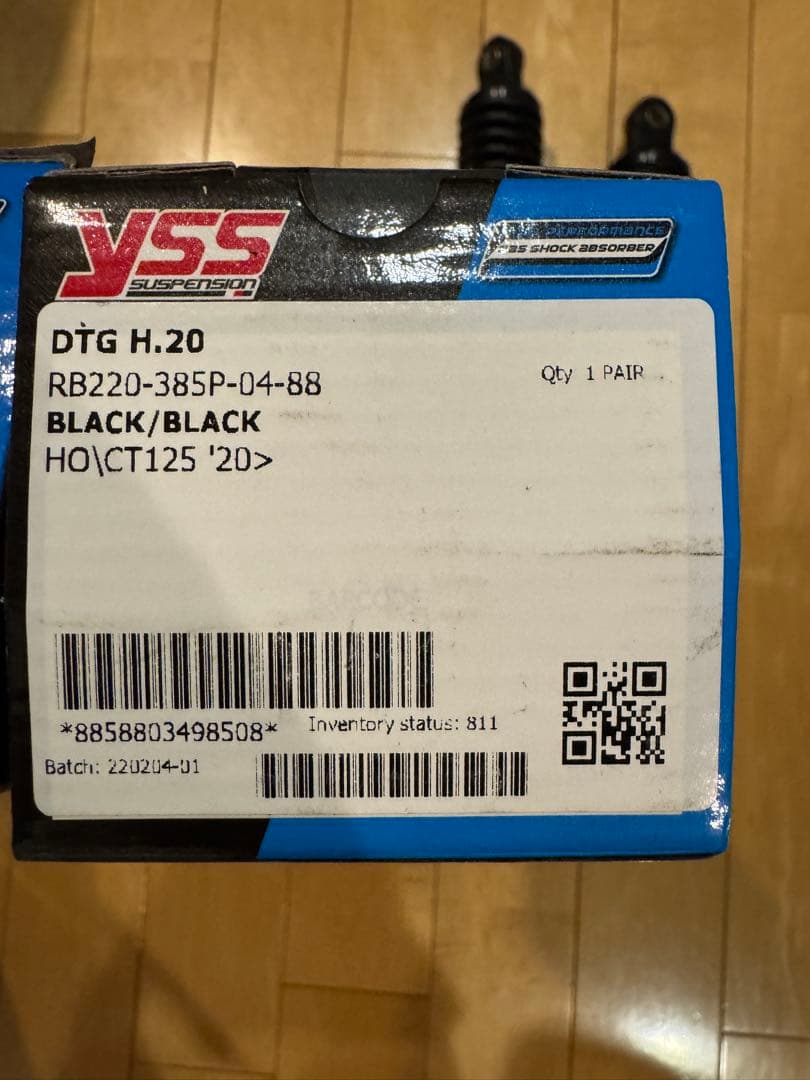 YSS
SUSPENSION
PERFORMANCE
SHOCK ABSORBER
DTG H.20
RB220-385P-04-88
Qty 1 PAIR
BLACK/BLACK
HO\CT125 '20>
*8858803498508*
Inventory status: 811
Batch: 220204-01